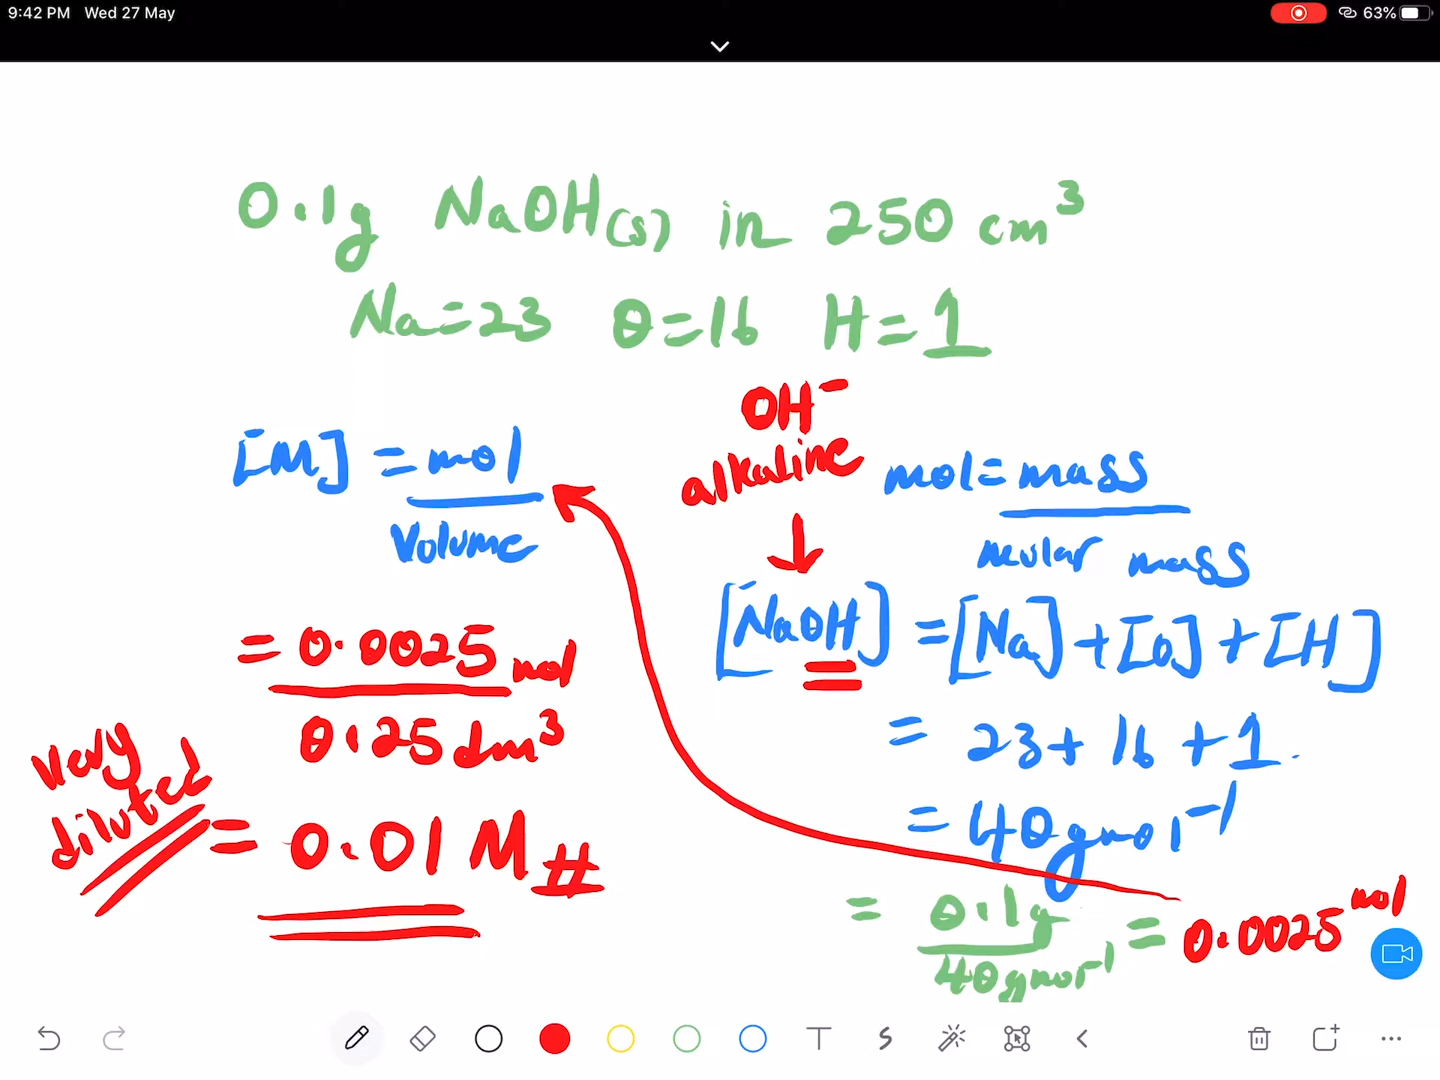 9:42 PM Wed 27 May
63%
0.1g NaOH(s) in 250 cm³
Na=23 O=16 H=1
[M] = mol
Volume
= 0.0025 mol
0.25 dm³
very
diluted
= 0.01 M #
OH⁻
alkaline
mol = mass
molar mass
[NaOH] = [Na] + [O] + [H]
= 23 + 16 + 1
= 40 gmol⁻¹
= 0.1g = 0.0025 mol
40 gmol⁻¹
T